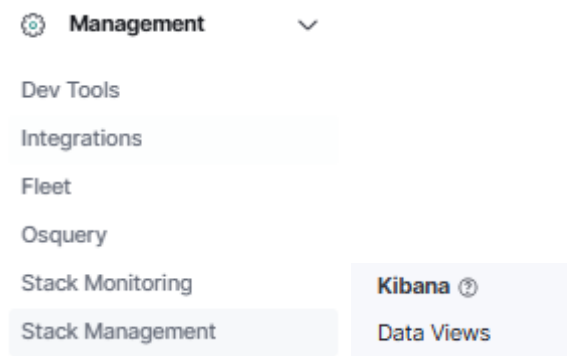 Management
Dev Tools
Integrations
Fleet
Osquery
Stack Monitoring
Stack Management
Kibana
Data Views